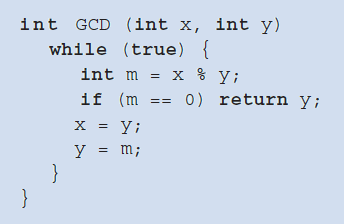 int GCD (int x, int y)
while (true) {
int m = x % y;
if (m == 0) return y;
x = y;
y = m;
}
}